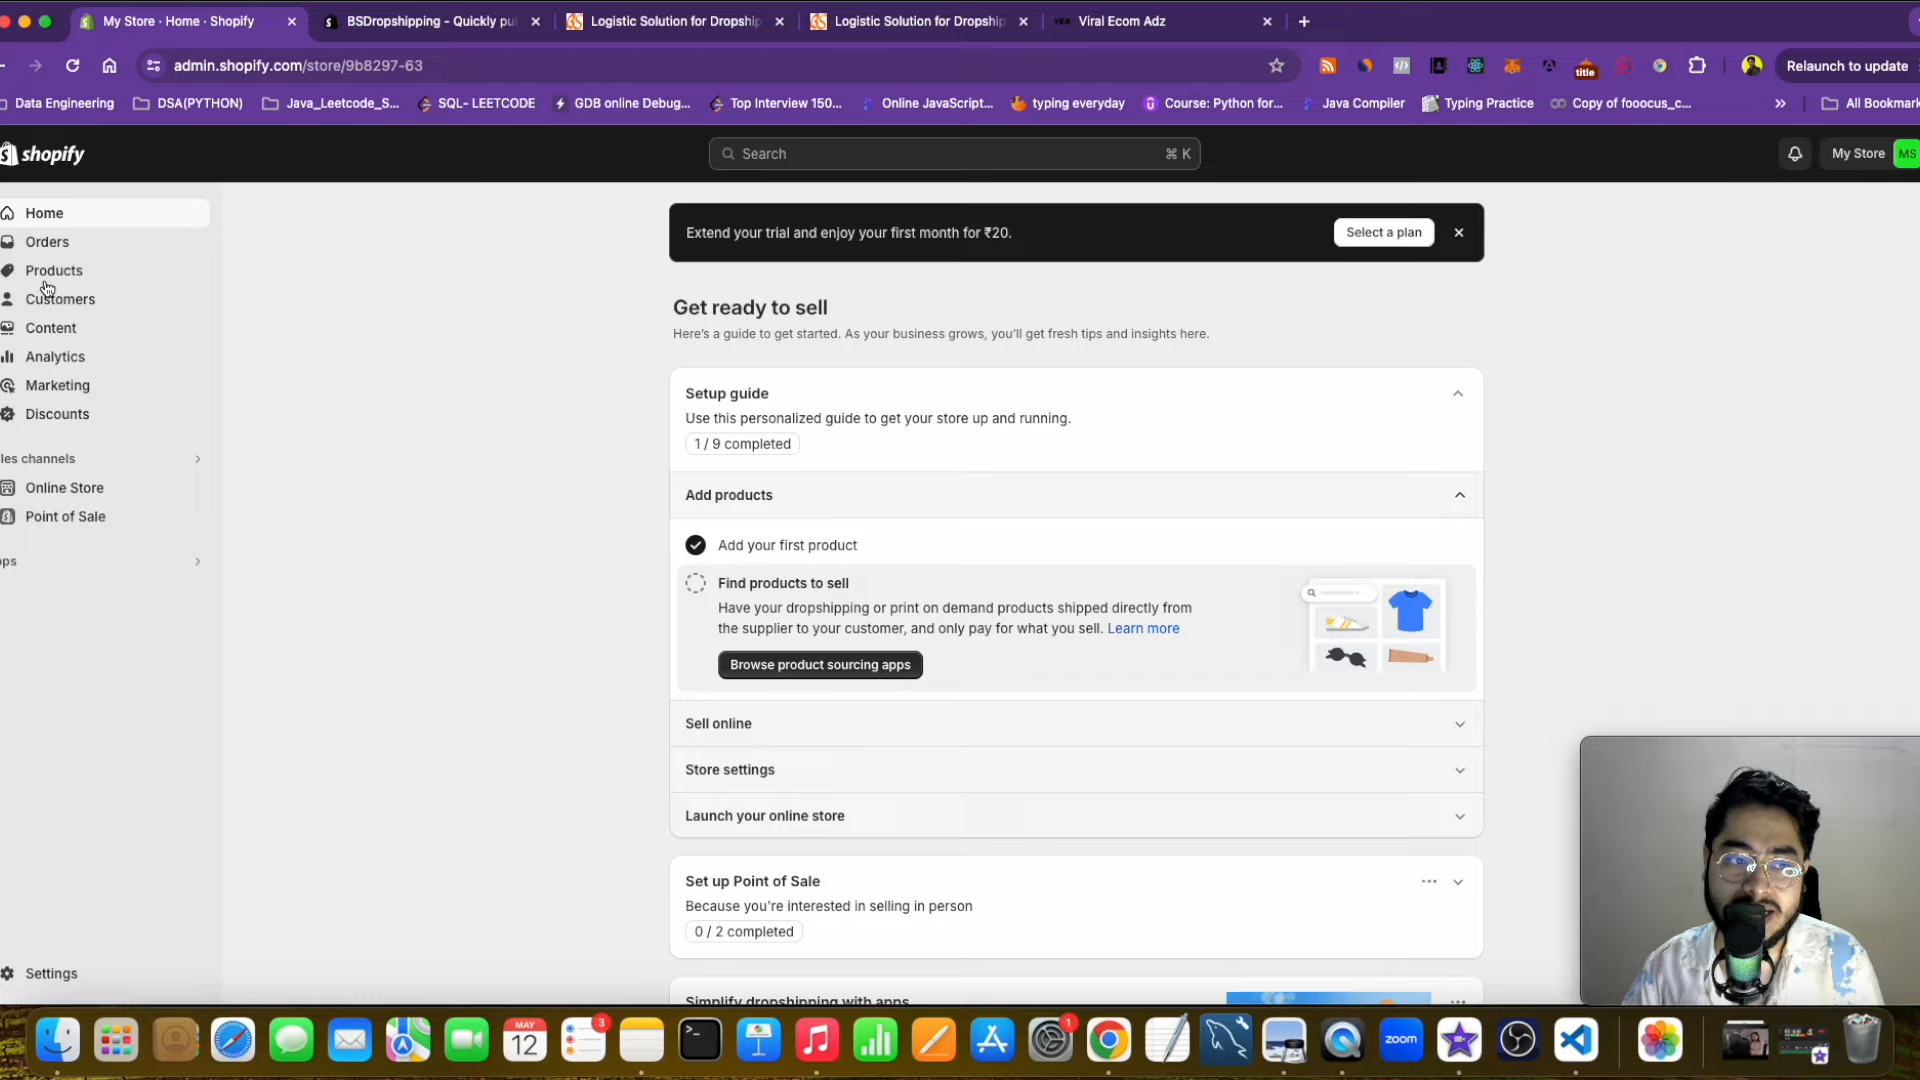 My Store · Home · Shopify
BSDropshipping - Quickly pu
Logistic Solution for Dropship
Logistic Solution for Dropship
Viral Ecom Adz
admin.shopify.com/store/9b8297-63
title
Relaunch to update
Data Engineering
DSA(PYTHON)
Java_Leetcode_S...
SQL- LEETCODE
GDB online Debug...
Top Interview 150...
Online JavaScript...
typing everyday
Course: Python for...
Java Compiler
Typing Practice
Copy of fooocus_c...
All Bookmark
shopify
Search
⌘ K
My Store
MS
Home
Orders
Products
Customers
Content
Analytics
Marketing
Discounts
les channels
Online Store
Point of Sale
ps
Settings
Extend your trial and enjoy your first month for ₹20.
Select a plan
Get ready to sell
Here's a guide to get started. As your business grows, you'll get fresh tips and insights here.
Setup guide
Use this personalized guide to get your store up and running.
1 / 9 completed
Add products
Add your first product
Find products to sell
Have your dropshipping or print on demand products shipped directly from
the supplier to your customer, and only pay for what you sell. Learn more
Browse product sourcing apps
Sell online
Store settings
Launch your online store
Set up Point of Sale
Because you're interested in selling in person
0 / 2 completed
Simplify dropshipping with apps
MAY
12
3
1
zoom